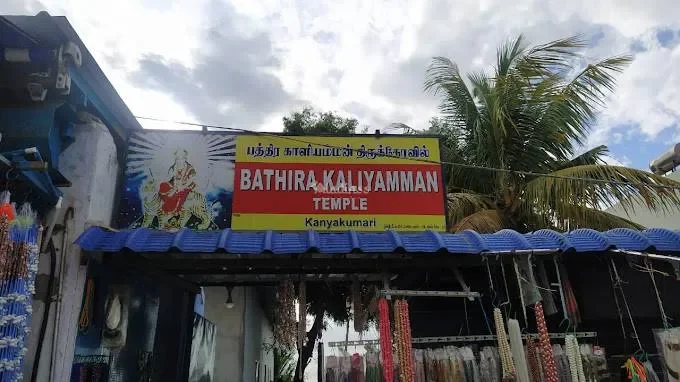 பத்திர காளியம்மன் திருக்கோவில்
BATHIRA KALIYAMMAN
TEMPLE
Kanyakumari